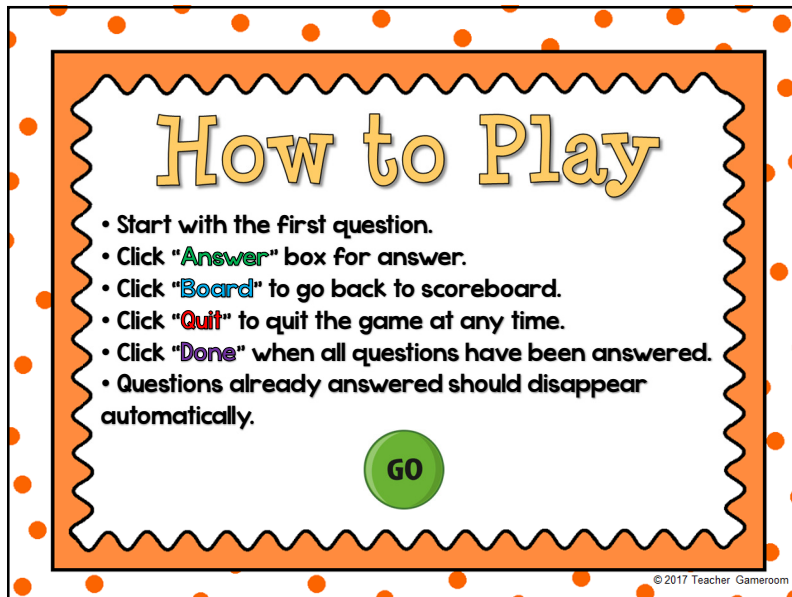 How to Play
• Start with the first question.
• Click "Answer" box for answer.
• Click "Board" to go back to scoreboard.
• Click "Quit" to quit the game at any time.
• Click "Done" when all questions have been answered.
• Questions already answered should disappear
automatically.
GO
© 2017 Teacher Gameroom